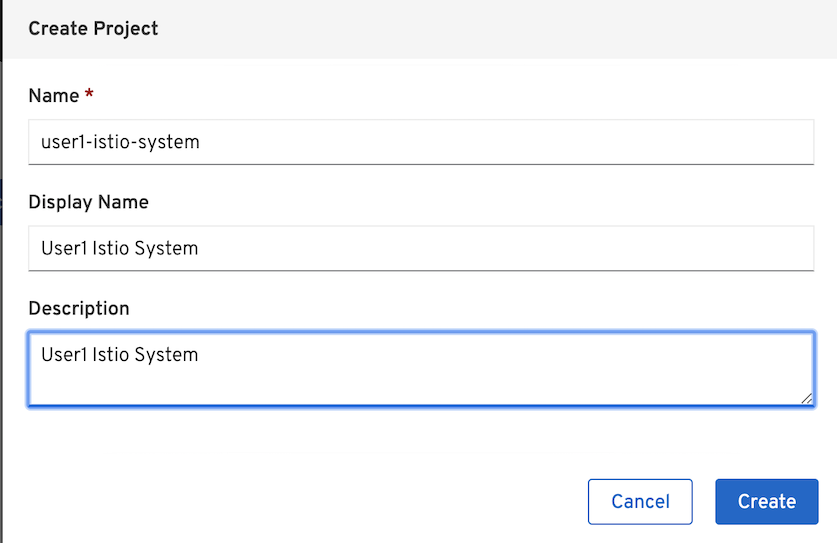 Create Project
Name *
user1-istio-system
Display Name
User1 Istio System
Description
User1 Istio System
Cancel Create